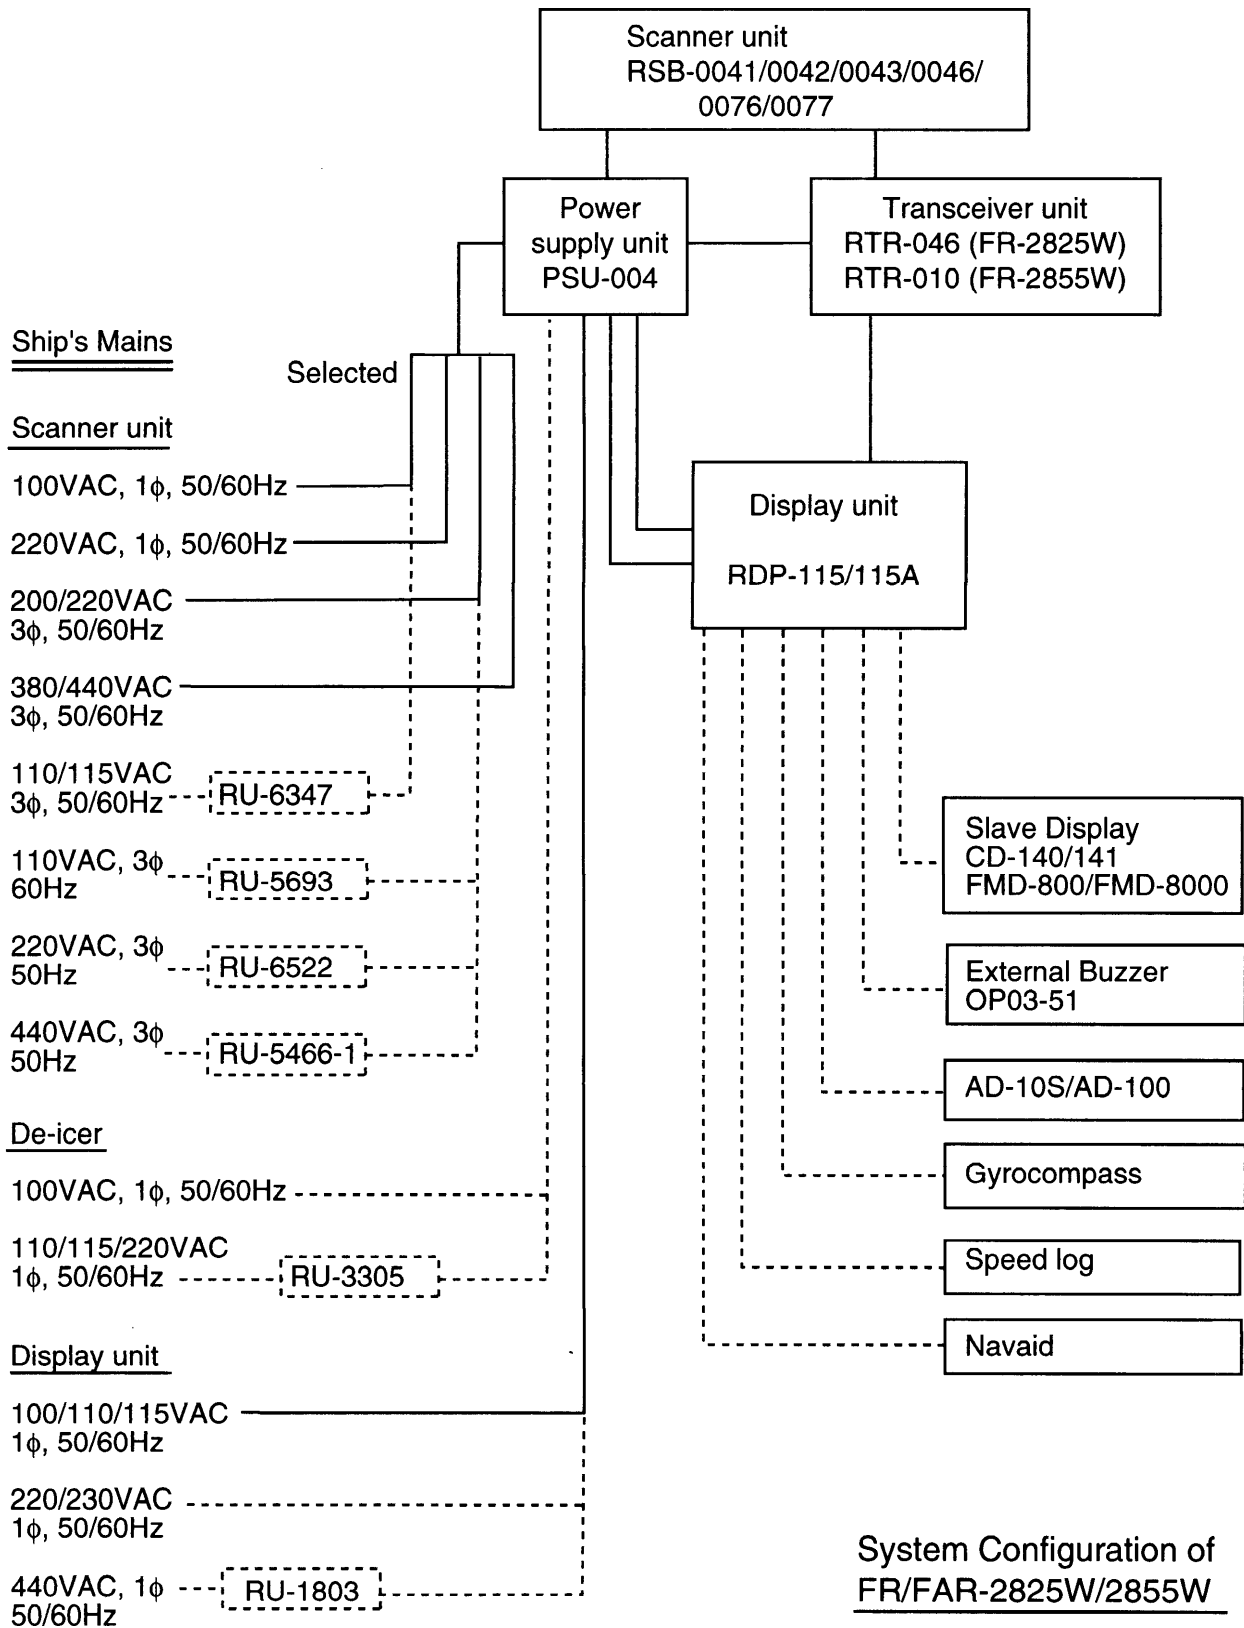 Scanner unit
RSB-0041/0042/0043/0046/
0076/0077
Power
supply unit
PSU-004
Transceiver unit
RTR-046 (FR-2825W)
RTR-010 (FR-2855W)
Ship's Mains
Selected
Scanner unit
100VAC, 1ϕ, 50/60Hz
220VAC, 1ϕ, 50/60Hz
200/220VAC
3ϕ, 50/60Hz
380/440VAC
3ϕ, 50/60Hz
110/115VAC
3ϕ, 50/60Hz
RU-6347
110VAC, 3ϕ
60Hz
RU-5693
220VAC, 3ϕ
50Hz
RU-6522
440VAC, 3ϕ
50Hz
RU-5466-1
De-icer
100VAC, 1ϕ, 50/60Hz
110/115/220VAC
1ϕ, 50/60Hz
RU-3305
Display unit
100/110/115VAC
1ϕ, 50/60Hz
220/230VAC
1ϕ, 50/60Hz
440VAC, 1ϕ
50/60Hz
RU-1803
Display unit
RDP-115/115A
Slave Display
CD-140/141
FMD-800/FMD-8000
External Buzzer
OP03-51
AD-10S/AD-100
Gyrocompass
Speed log
Navaid
System Configuration of
FR/FAR-2825W/2855W